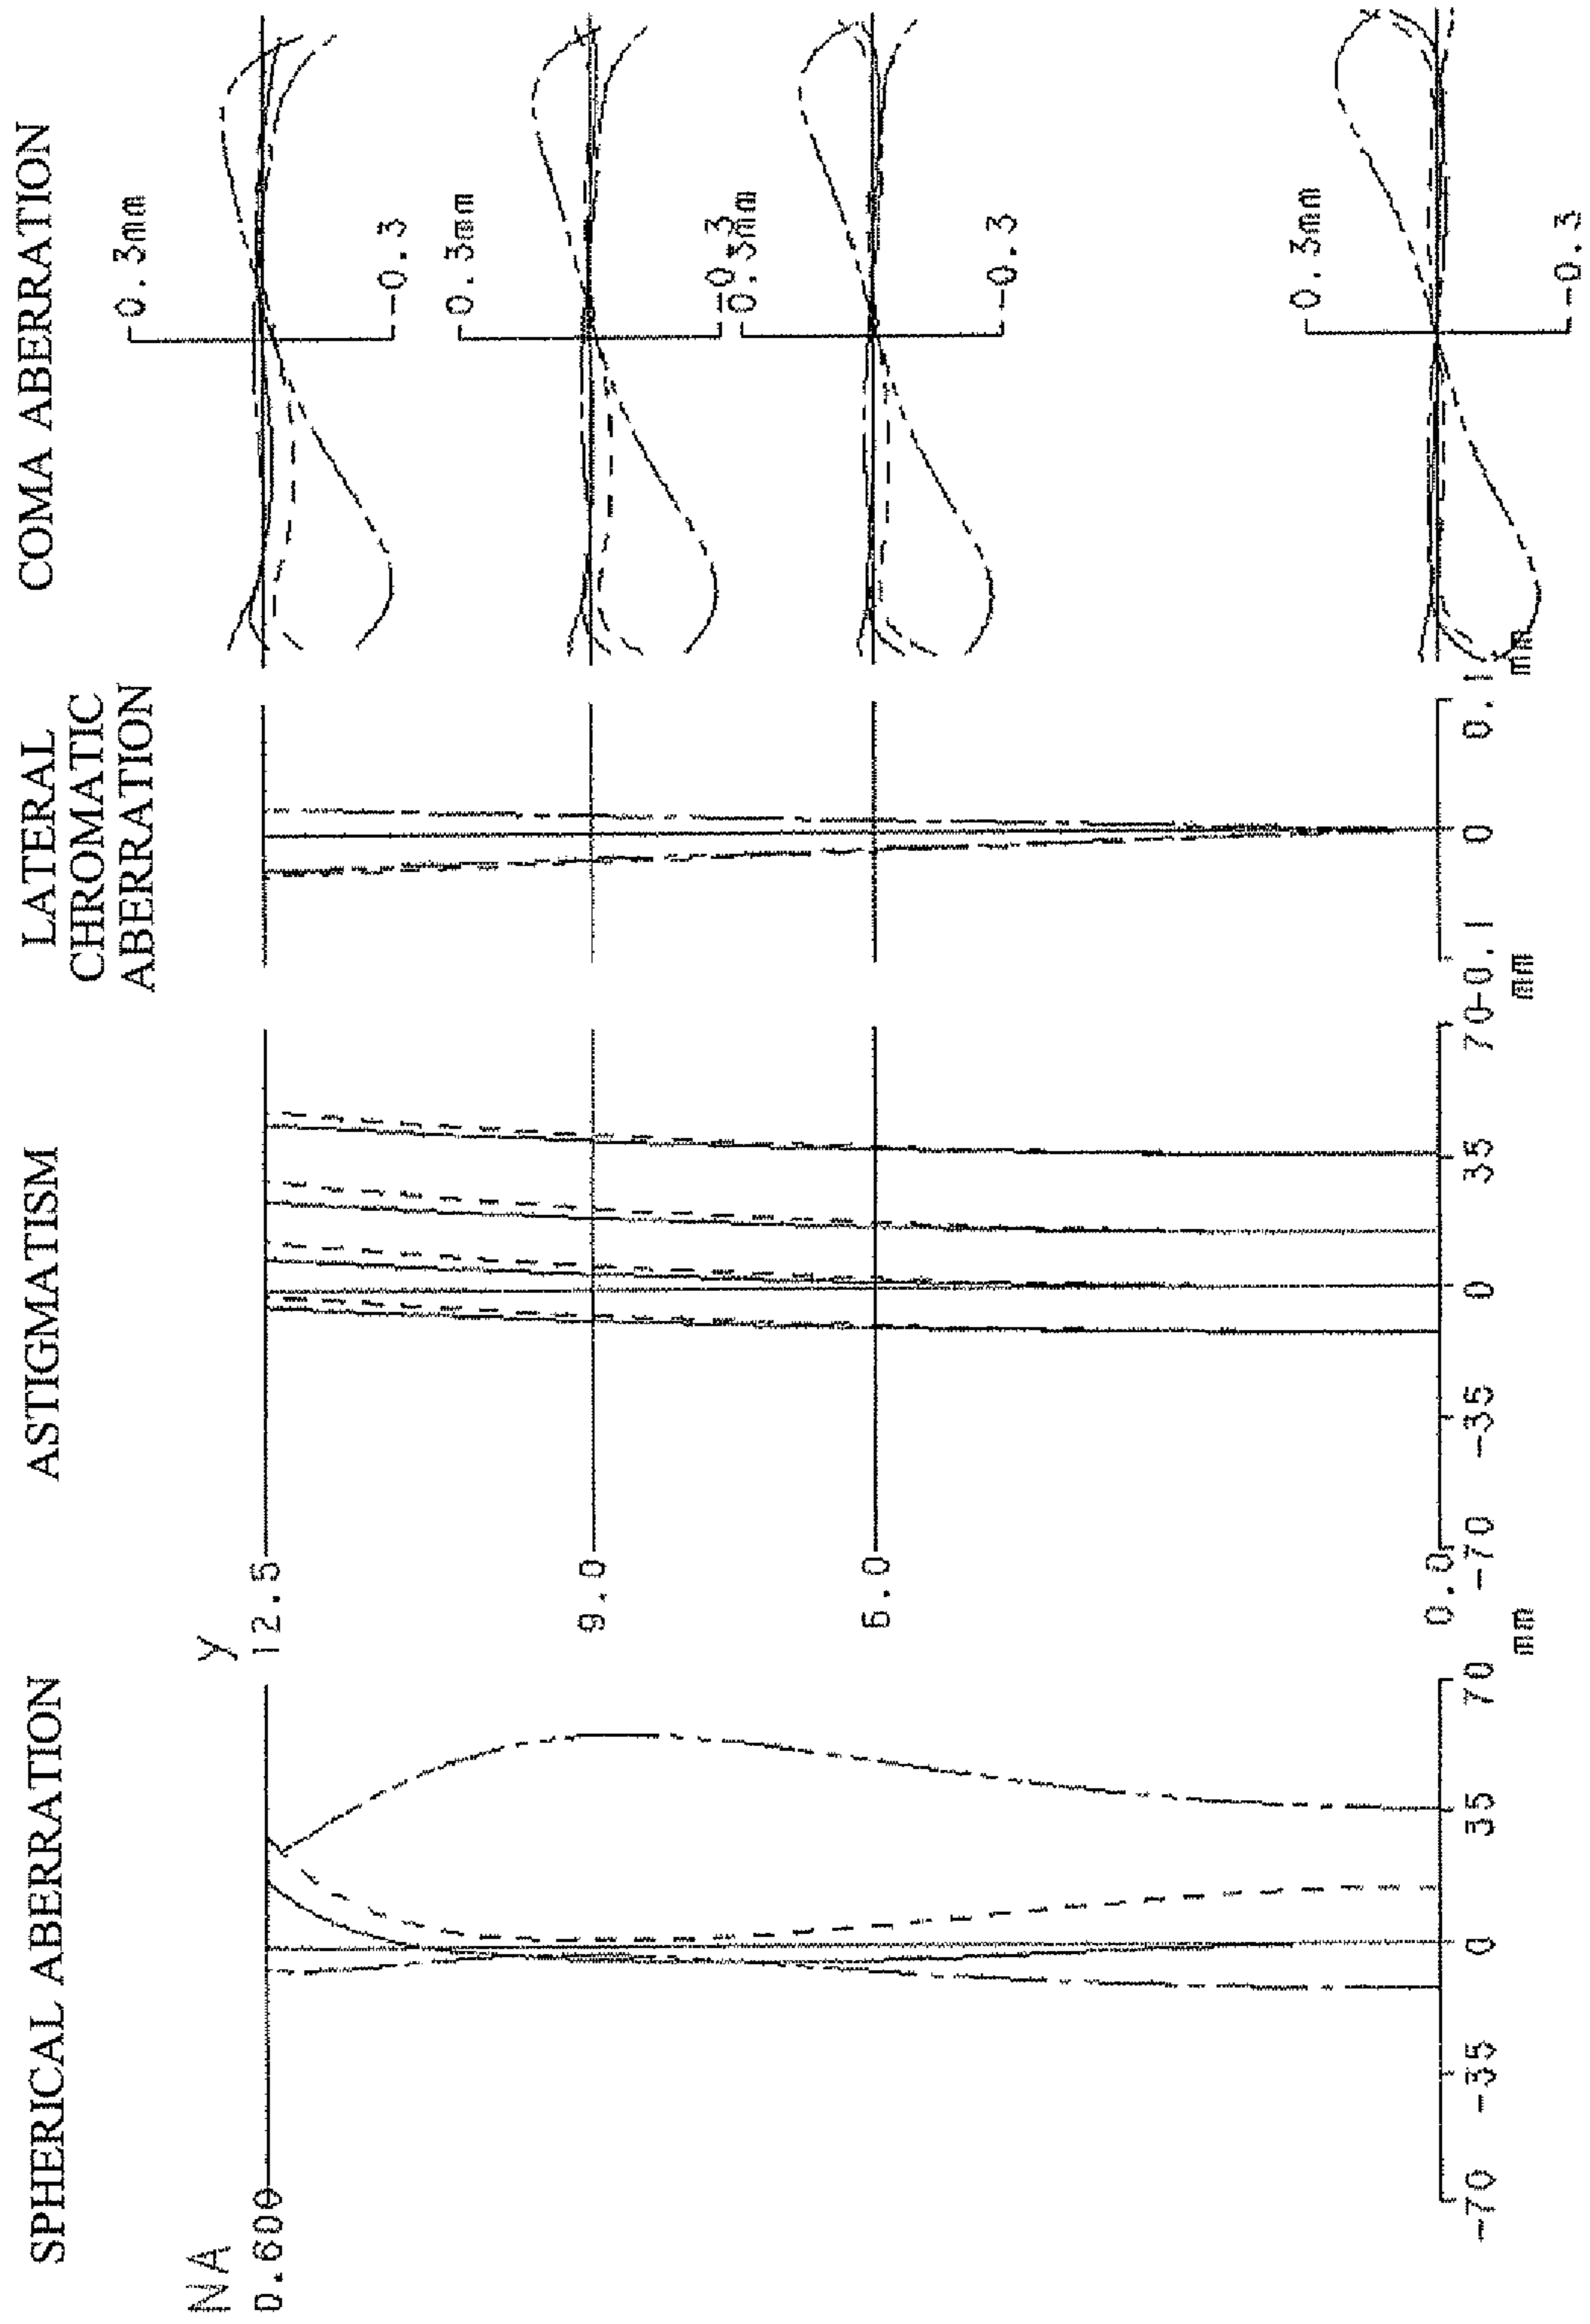 SPHERICAL ABERRATION
NA
0.600
-70
-35
0
35
70
mm
ASTIGMATISM
Y
12.5
9.0
6.0
0.0
-70
-35
0
35
70
mm
LATERAL
CHROMATIC
ABERRATION
-0.1
0
0.1
mm
COMA ABERRATION
0.3mm
-0.3
0.3mm
-0.3
0.3mm
-0.3
0.3mm
-0.3